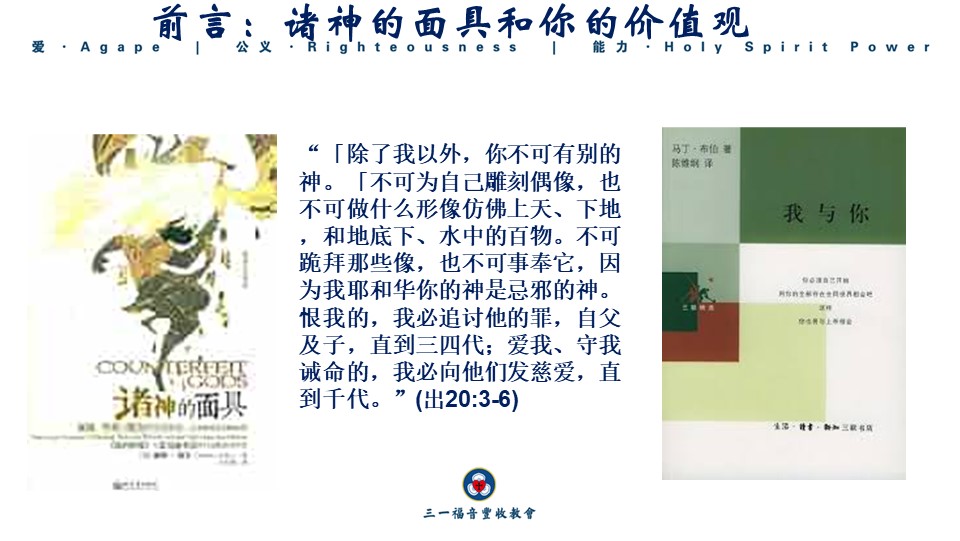 前言：诸神的面具和你的价值观
爱·Agape | 公义·Righteousness | 能力·Holy Spirit Power
“「除了我以外，你不可有别的
神。「不可为自己雕刻偶像，也
不可做什么形像仿佛上天、下地
，和地底下、水中的百物。不可
跪拜那些像，也不可事奉它，因
为我耶和华你的神是忌邪的神。
恨我的，我必追讨他的罪，自父
及子，直到三四代；爱我、守我
诫命的，我必向他们发慈爱，直
到千代。”(出20:3-6)
COUNTERFEIT
GODS
诸神的面具
马丁·布伯 著
陈维纲 译
我与你
你必须自己开始
这样
生活·读书·新知三联书店
三一福音豐收教會